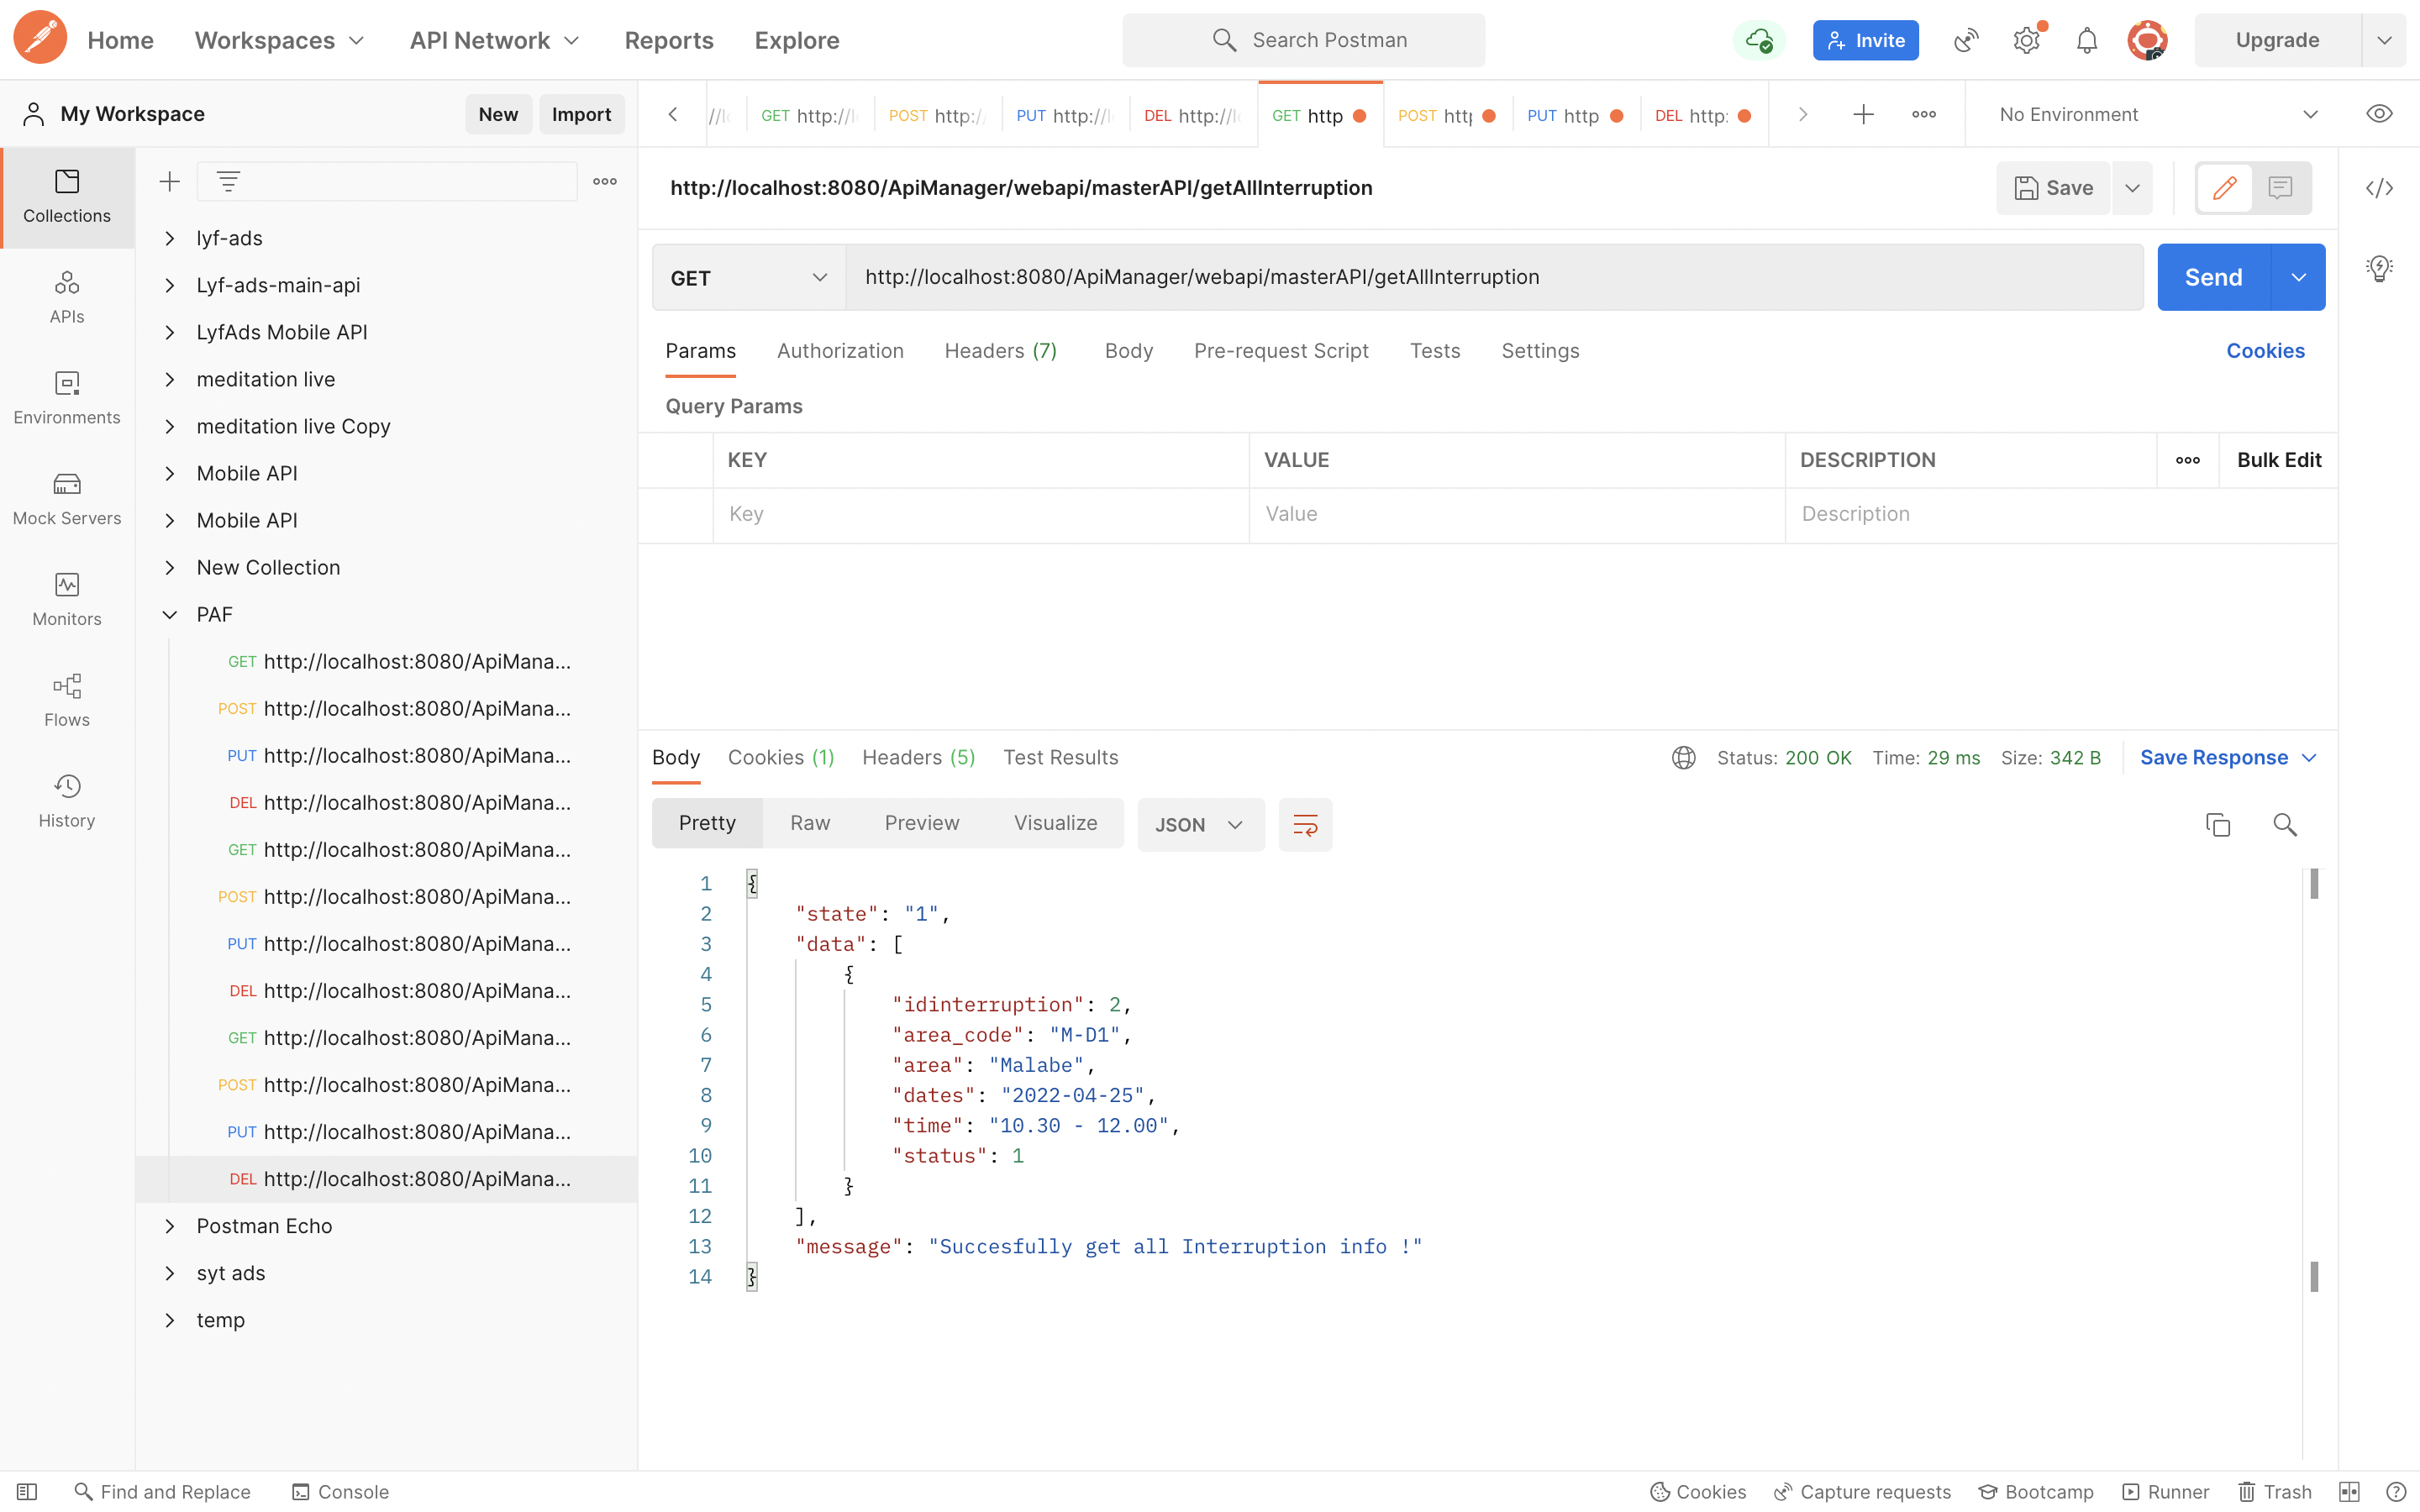 Home Workspaces API Network Reports Explore Search Postman Invite Upgrade
My Workspace New Import
GET http://l POST http:/ PUT http://l DEL http://l GET http POST htt PUT http DEL http: No Environment
Collections
APIs
Environments
Mock Servers
Monitors
Flows
History
lyf-ads
Lyf-ads-main-api
LyfAds Mobile API
meditation live
meditation live Copy
Mobile API
Mobile API
New Collection
PAF
GET http://localhost:8080/ApiMana...
POST http://localhost:8080/ApiMana...
PUT http://localhost:8080/ApiMana...
DEL http://localhost:8080/ApiMana...
GET http://localhost:8080/ApiMana...
POST http://localhost:8080/ApiMana...
PUT http://localhost:8080/ApiMana...
DEL http://localhost:8080/ApiMana...
GET http://localhost:8080/ApiMana...
POST http://localhost:8080/ApiMana...
PUT http://localhost:8080/ApiMana...
DEL http://localhost:8080/ApiMana...
Postman Echo
syt ads
temp
http://localhost:8080/ApiManager/webapi/masterAPI/getAllInterruption Save
GET http://localhost:8080/ApiManager/webapi/masterAPI/getAllInterruption Send
Params Authorization Headers (7) Body Pre-request Script Tests Settings Cookies
Query Params
KEY VALUE DESCRIPTION Bulk Edit
Key Value Description
Body Cookies (1) Headers (5) Test Results Status: 200 OK Time: 29 ms Size: 342 B Save Response
Pretty Raw Preview Visualize JSON
1 {
2 "state": "1",
3 "data": [
4 {
5 "idinterruption": 2,
6 "area_code": "M-D1",
7 "area": "Malabe",
8 "dates": "2022-04-25",
9 "time": "10.30 - 12.00",
10 "status": 1
11 }
12 ],
13 "message": "Succesfully get all Interruption info !"
14 }
Find and Replace Console Cookies Capture requests Bootcamp Runner Trash